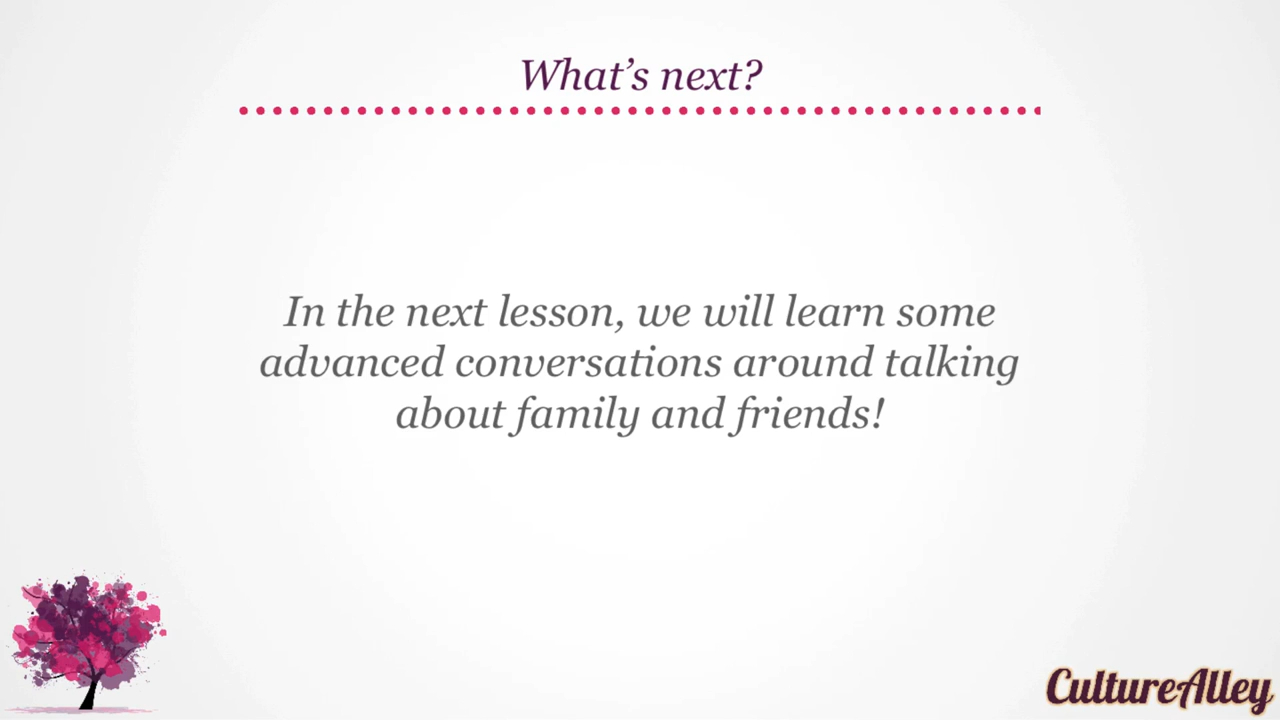 What’s next?
In the next lesson, we will learn some
advanced conversations around talking
about family and friends!
CultureAlley